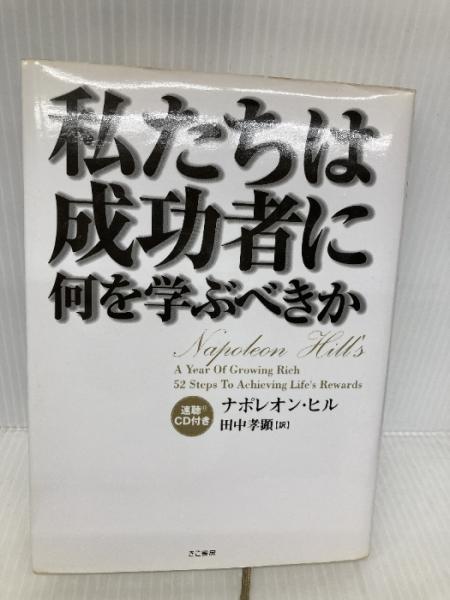 私たちは
成功者に
何を学ぶべきか
Napoleon Hill's
A Year Of Growing Rich
52 Steps To Achieving Life's Rewards
速聴®
CD付き
ナポレオン・ヒル
田中孝顕【訳】
きこ書房